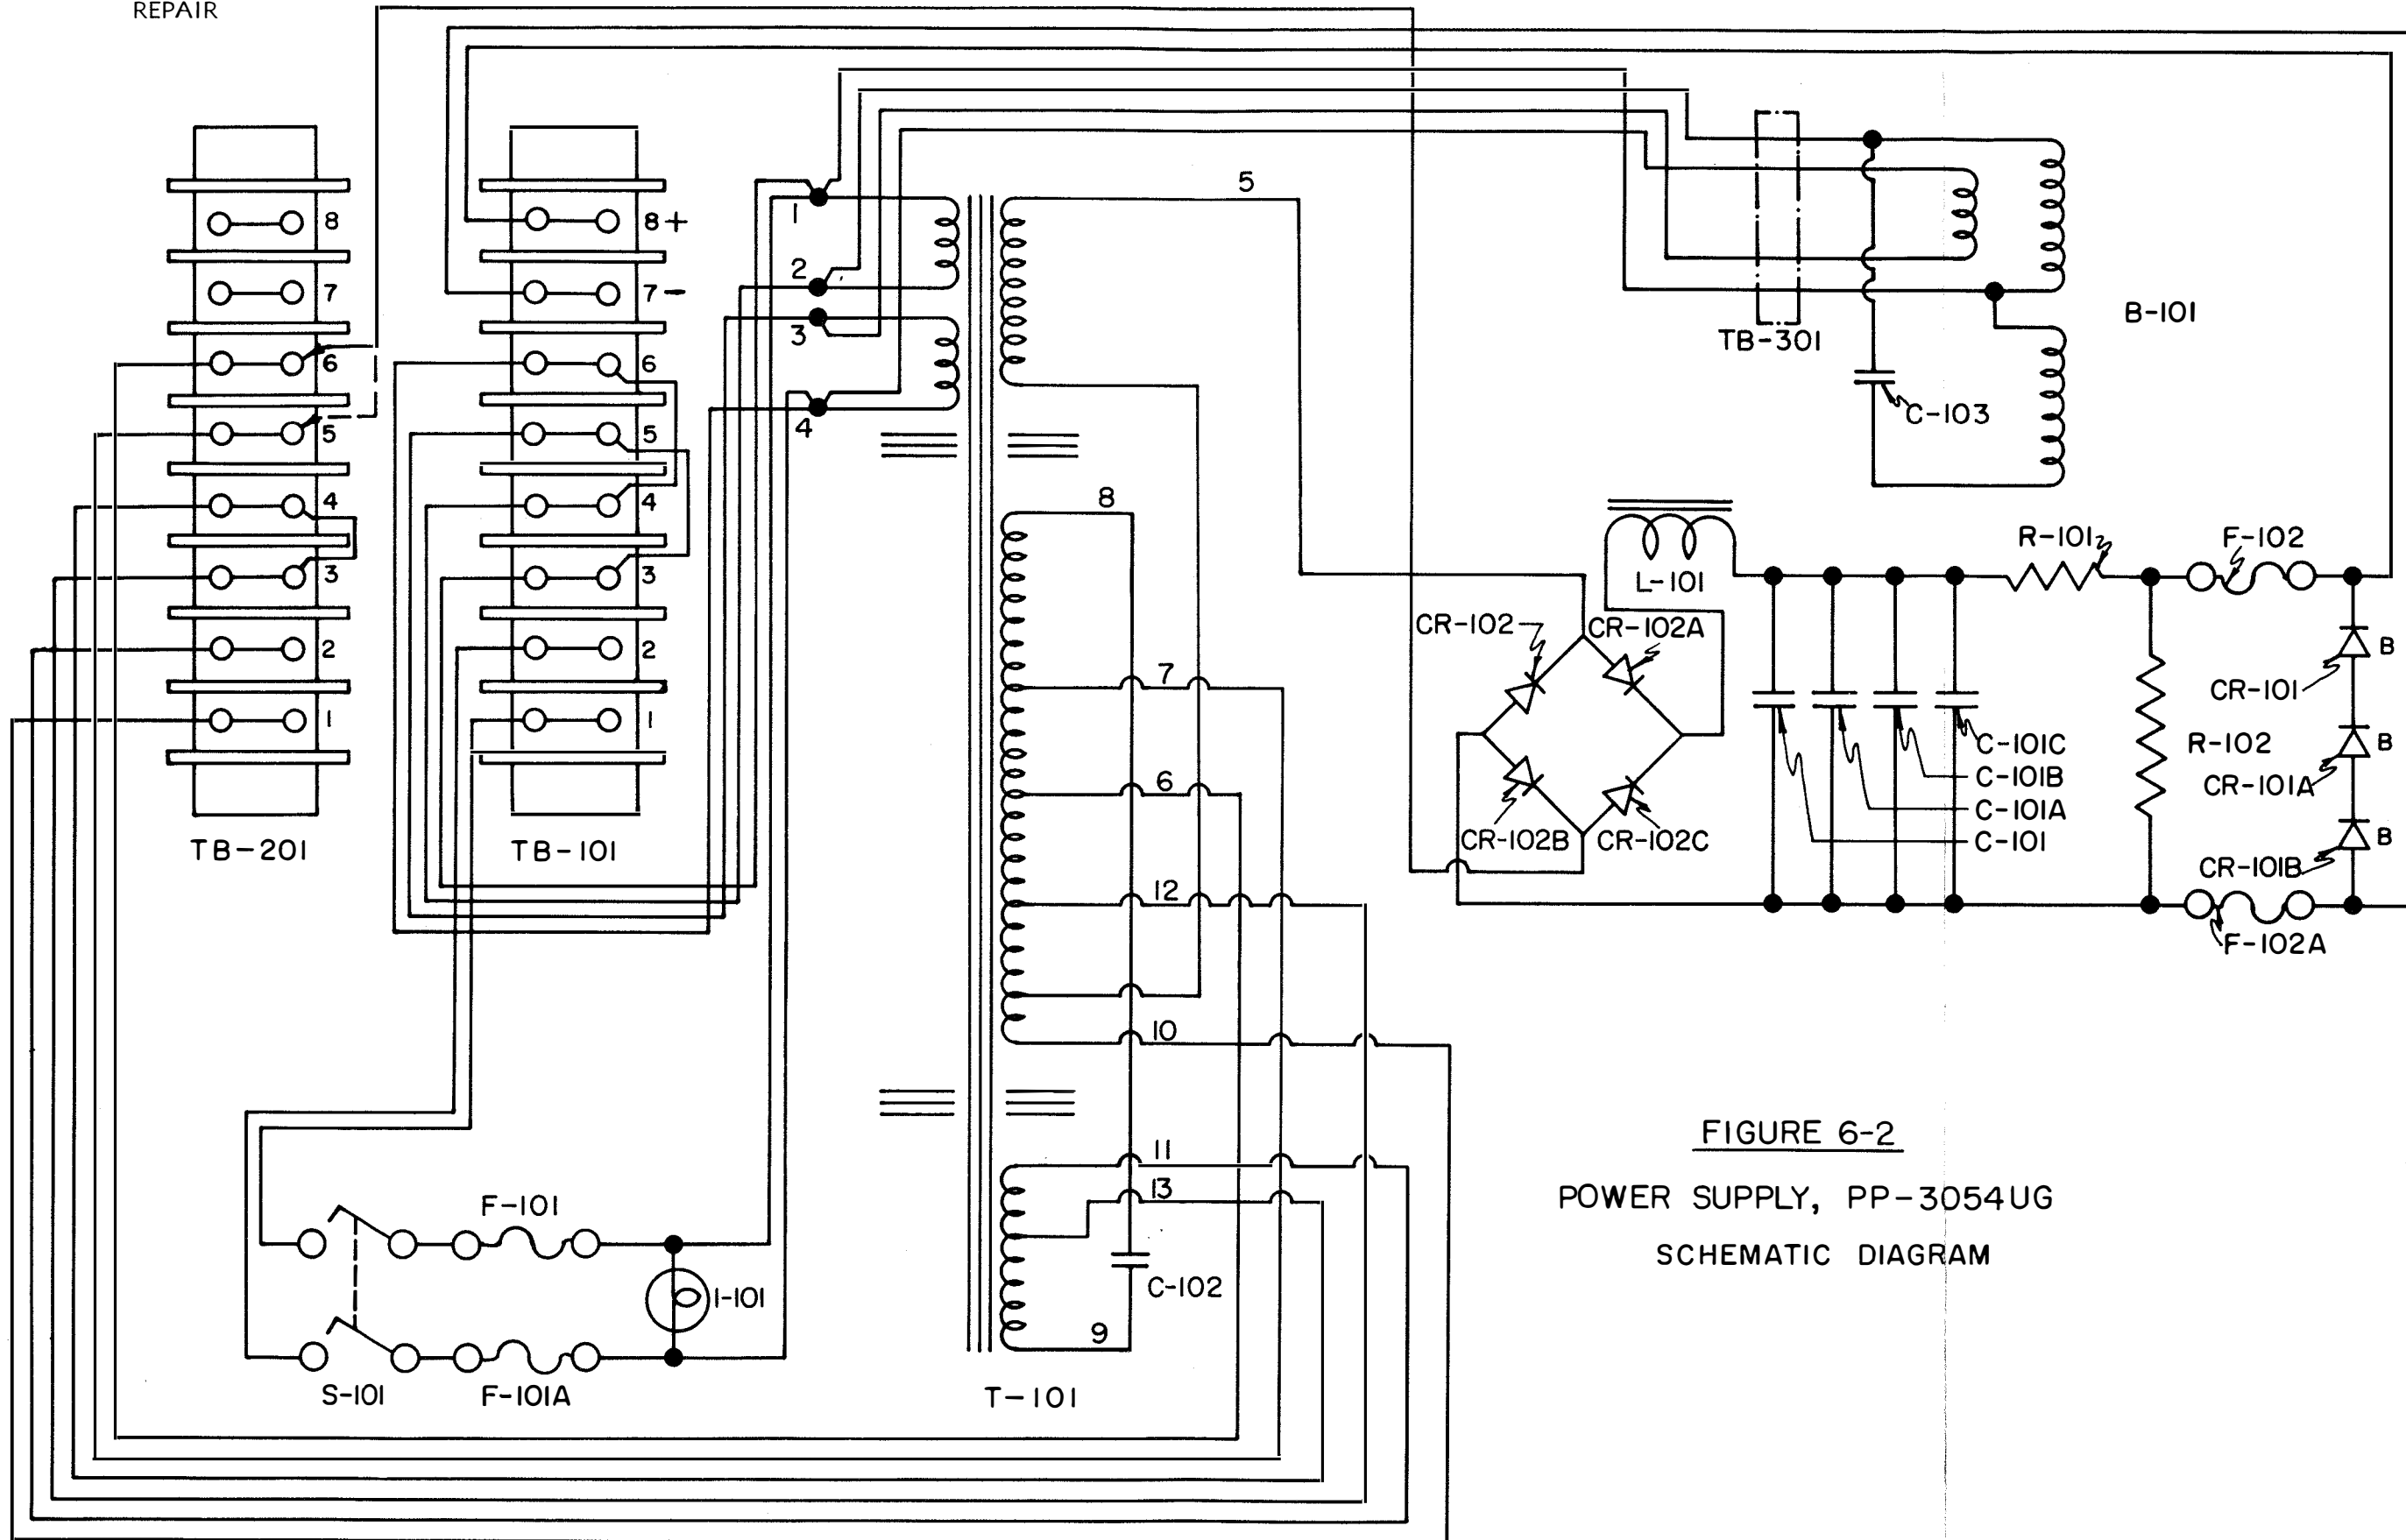 REPAIR
8
7
6
5
4
3
2
1
TB-201
8+
7-
6
5
4
3
2
1
TB-101
1
2
3
4
5
8
7
6
12
10
11
13
9
C-102
T-101
F-101
I-101
S-101
F-101A
TB-301
B-101
C-103
L-101
R-101
F-102
CR-102
CR-102A
CR-102B
CR-102C
C-101C
C-101B
C-101A
C-101
R-102
B
CR-101
B
CR-101A
B
CR-101B
F-102A
FIGURE 6-2
POWER SUPPLY, PP-3054UG
SCHEMATIC DIAGRAM